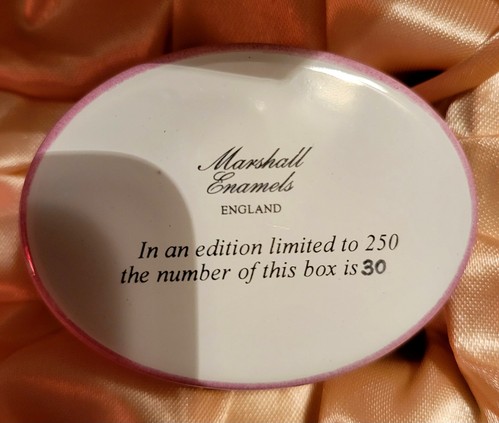 Marshall
Enamels
ENGLAND
In an edition limited to 250
the number of this box is 30